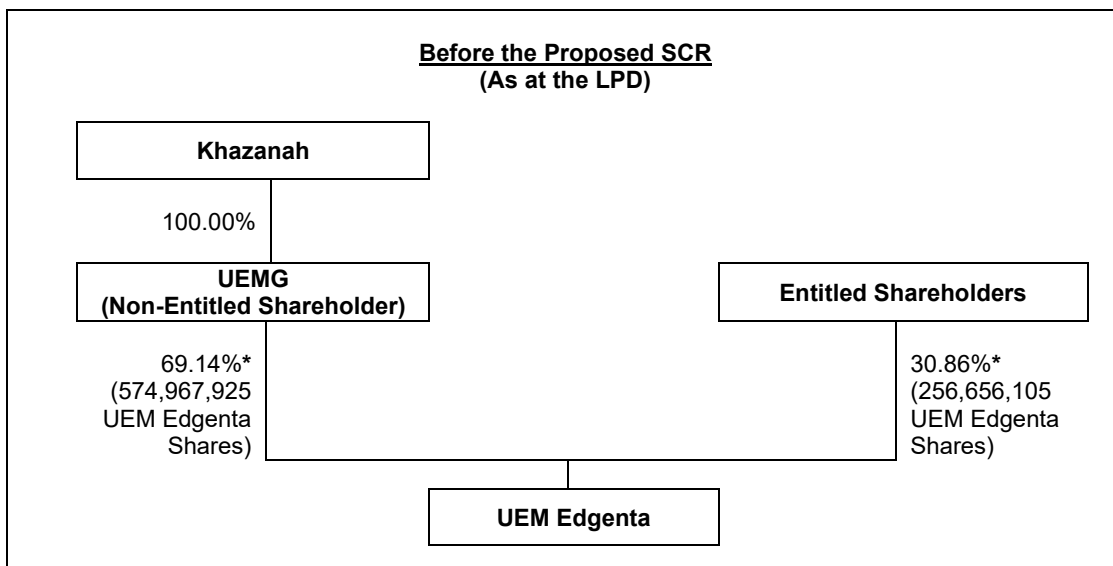 Before the Proposed SCR
(As at the LPD)
Khazanah
100.00%
UEMG
(Non-Entitled Shareholder)
Entitled Shareholders
69.14%*
(574,967,925
UEM Edgenta
Shares)
30.86%*
(256,656,105
UEM Edgenta
Shares)
UEM Edgenta